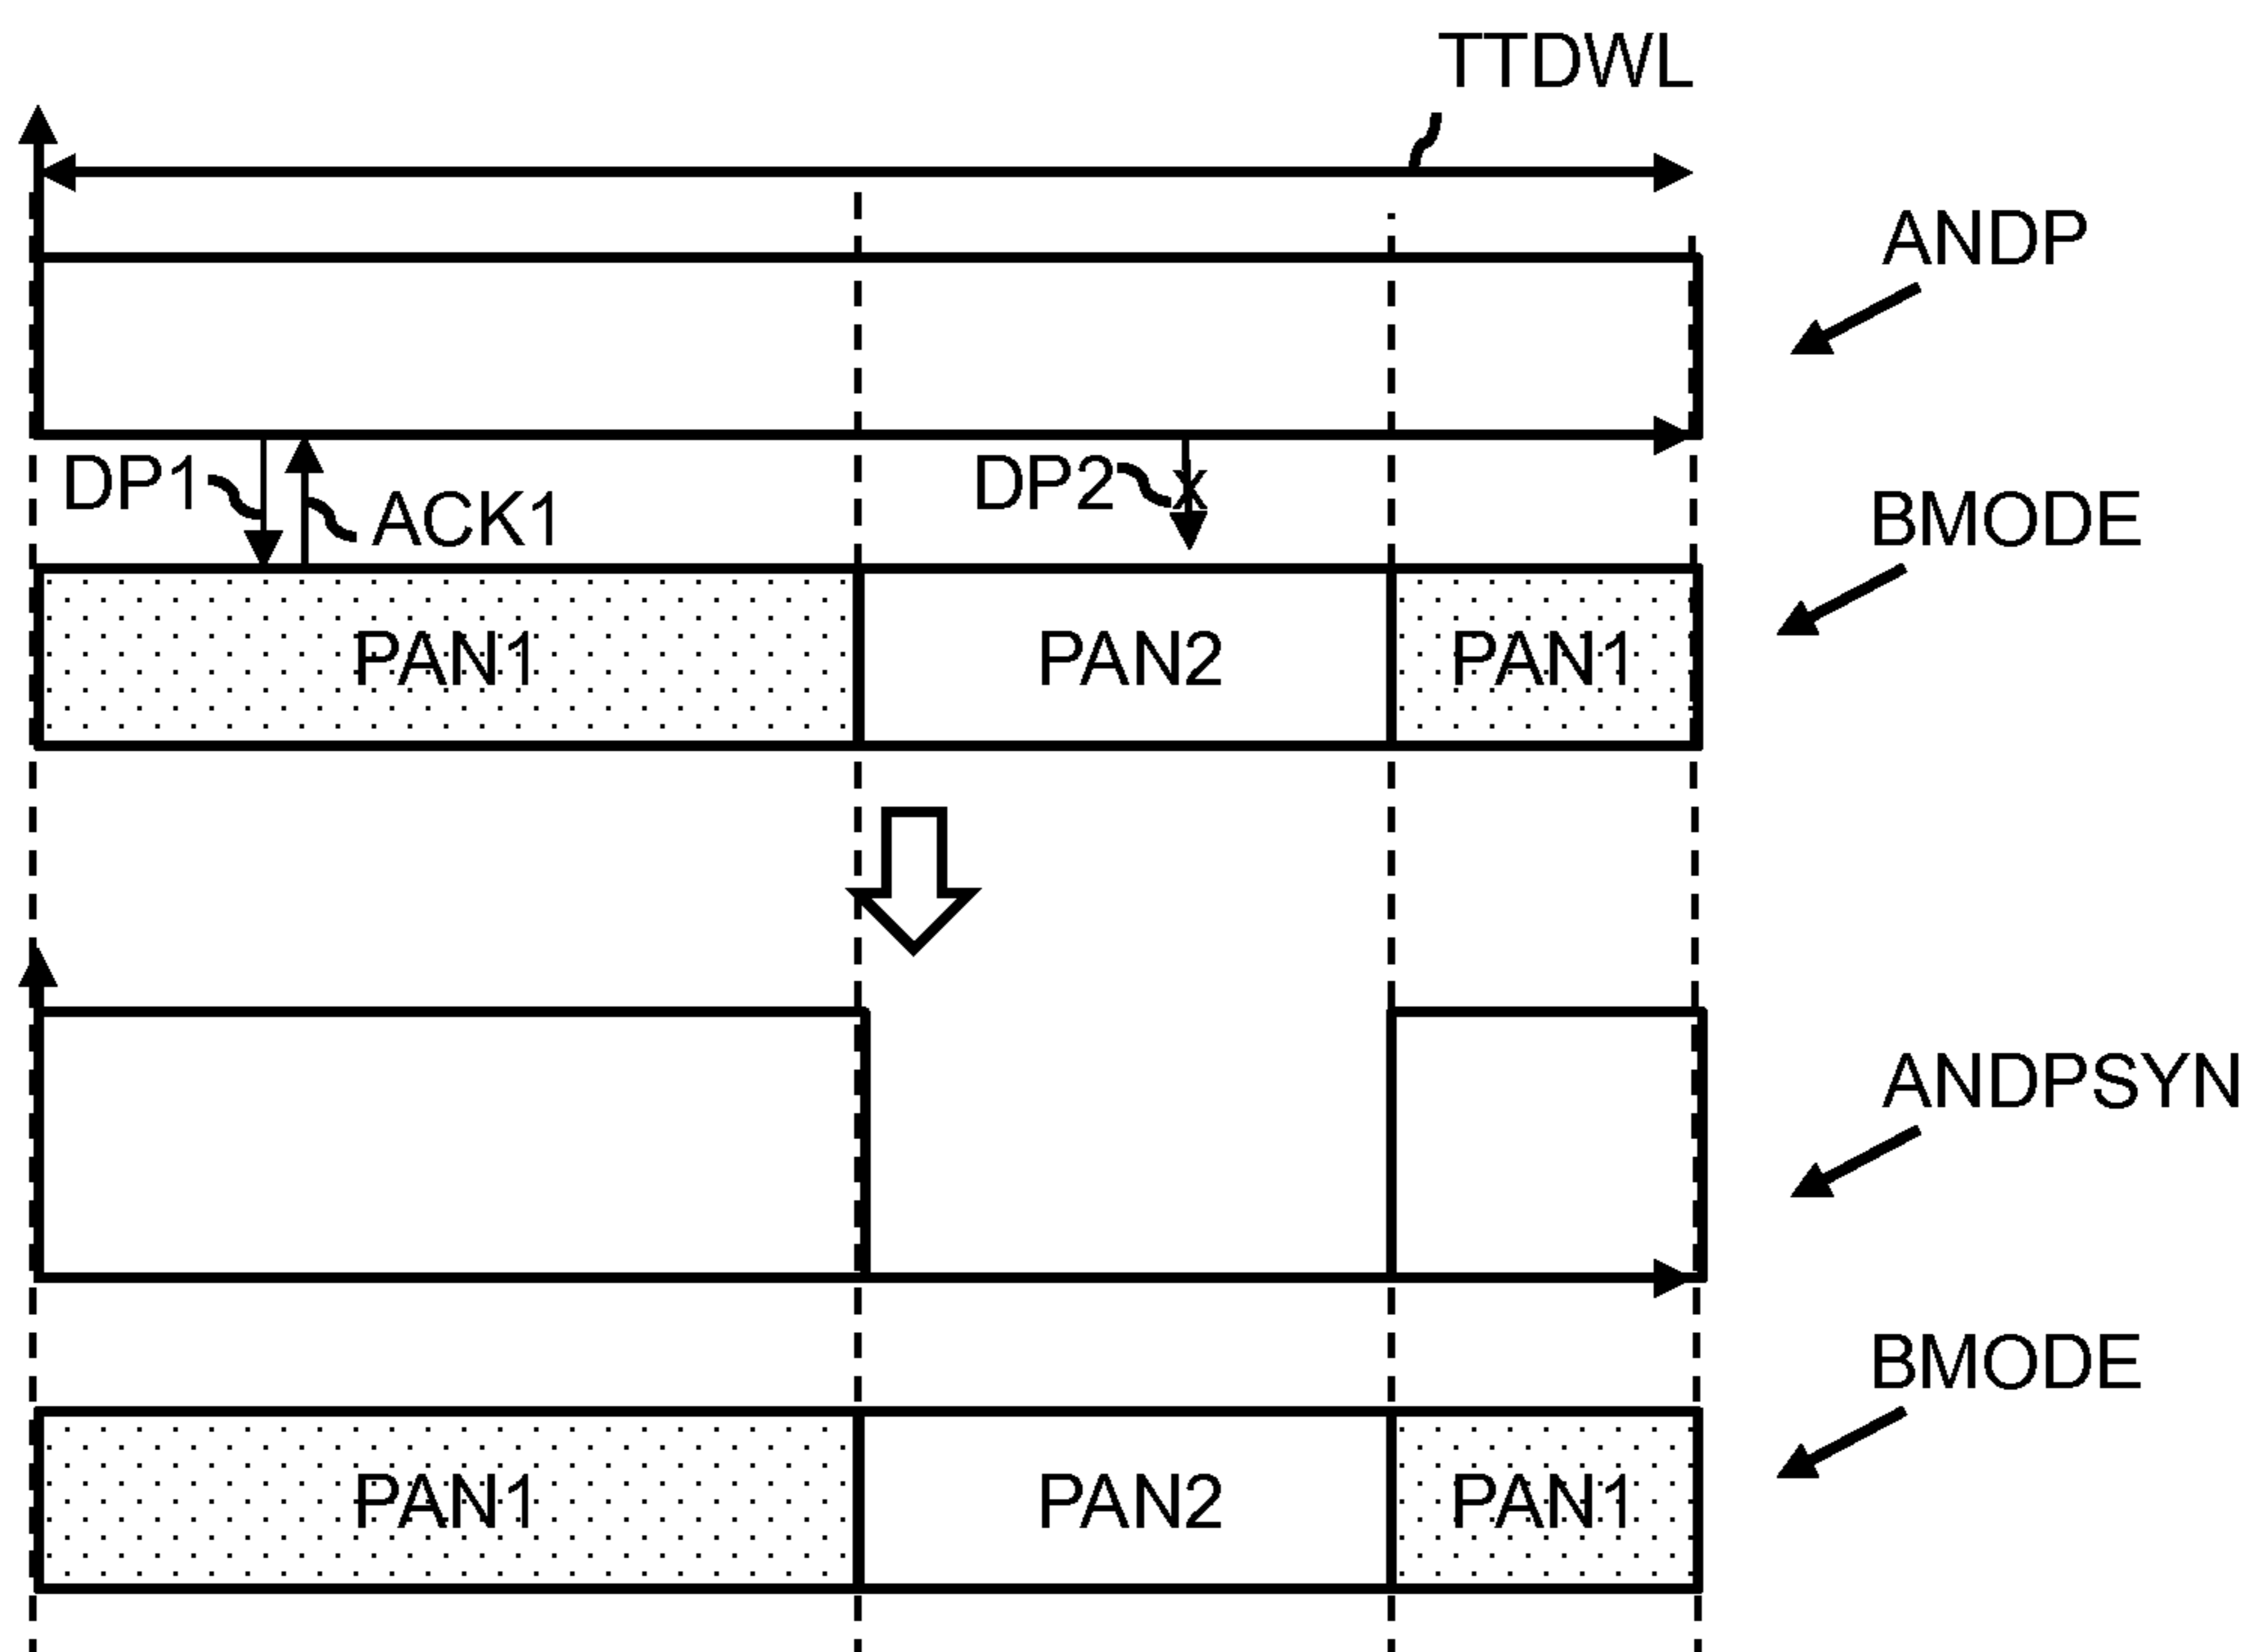 TTDWL
ANDP
DP1
ACK1
DP2
x
BMODE
PAN1
PAN2
PAN1
ANDPSYN
BMODE
PAN1
PAN2
PAN1